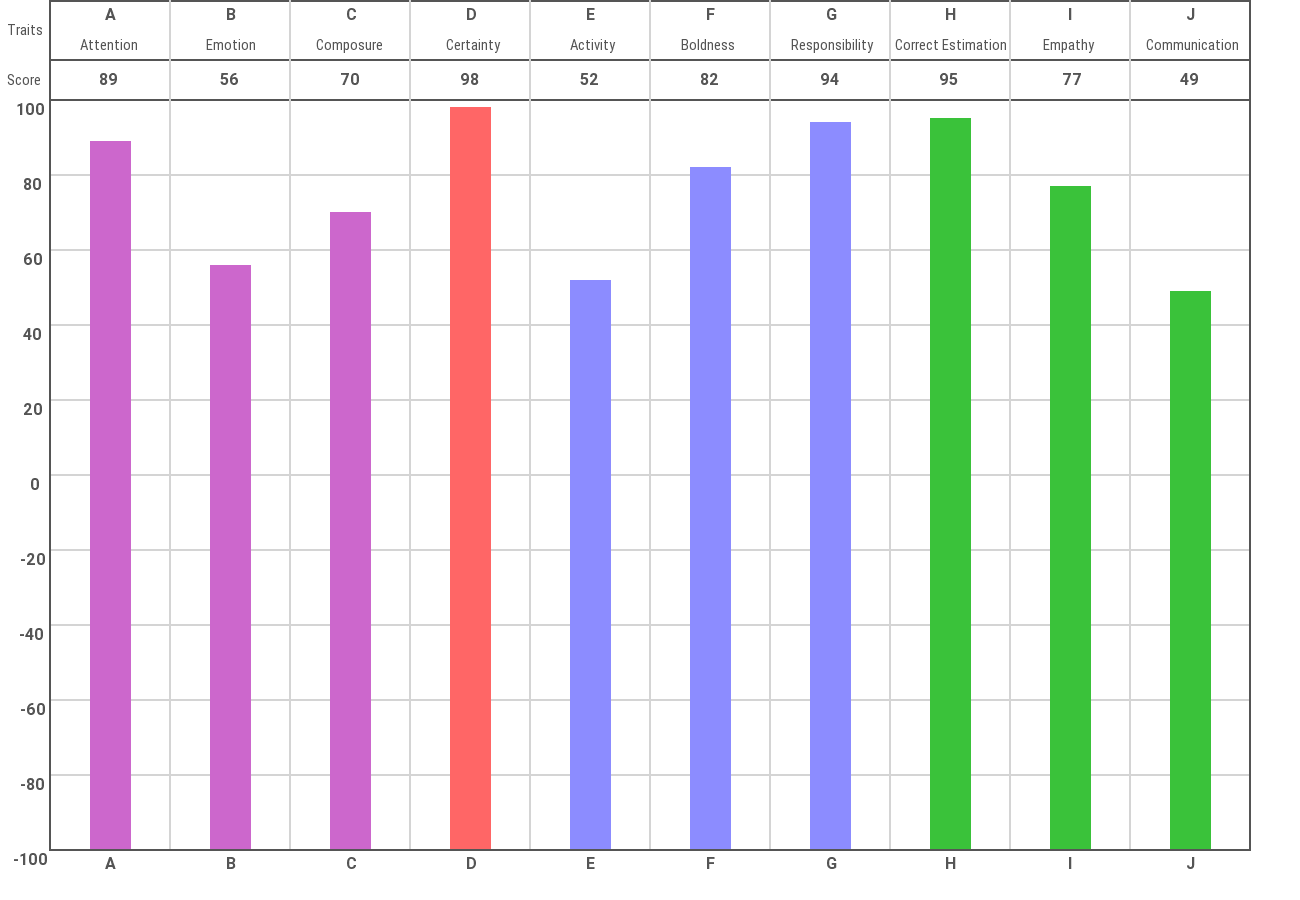 Traits A B C D E F G H I J
Attention Emotion Composure Certainty Activity Boldness Responsibility Correct Estimation Empathy Communication
Score 89 56 70 98 52 82 94 95 77 49
100
80
60
40
20
0
-20
-40
-60
-80
-100
A B C D E F G H I J